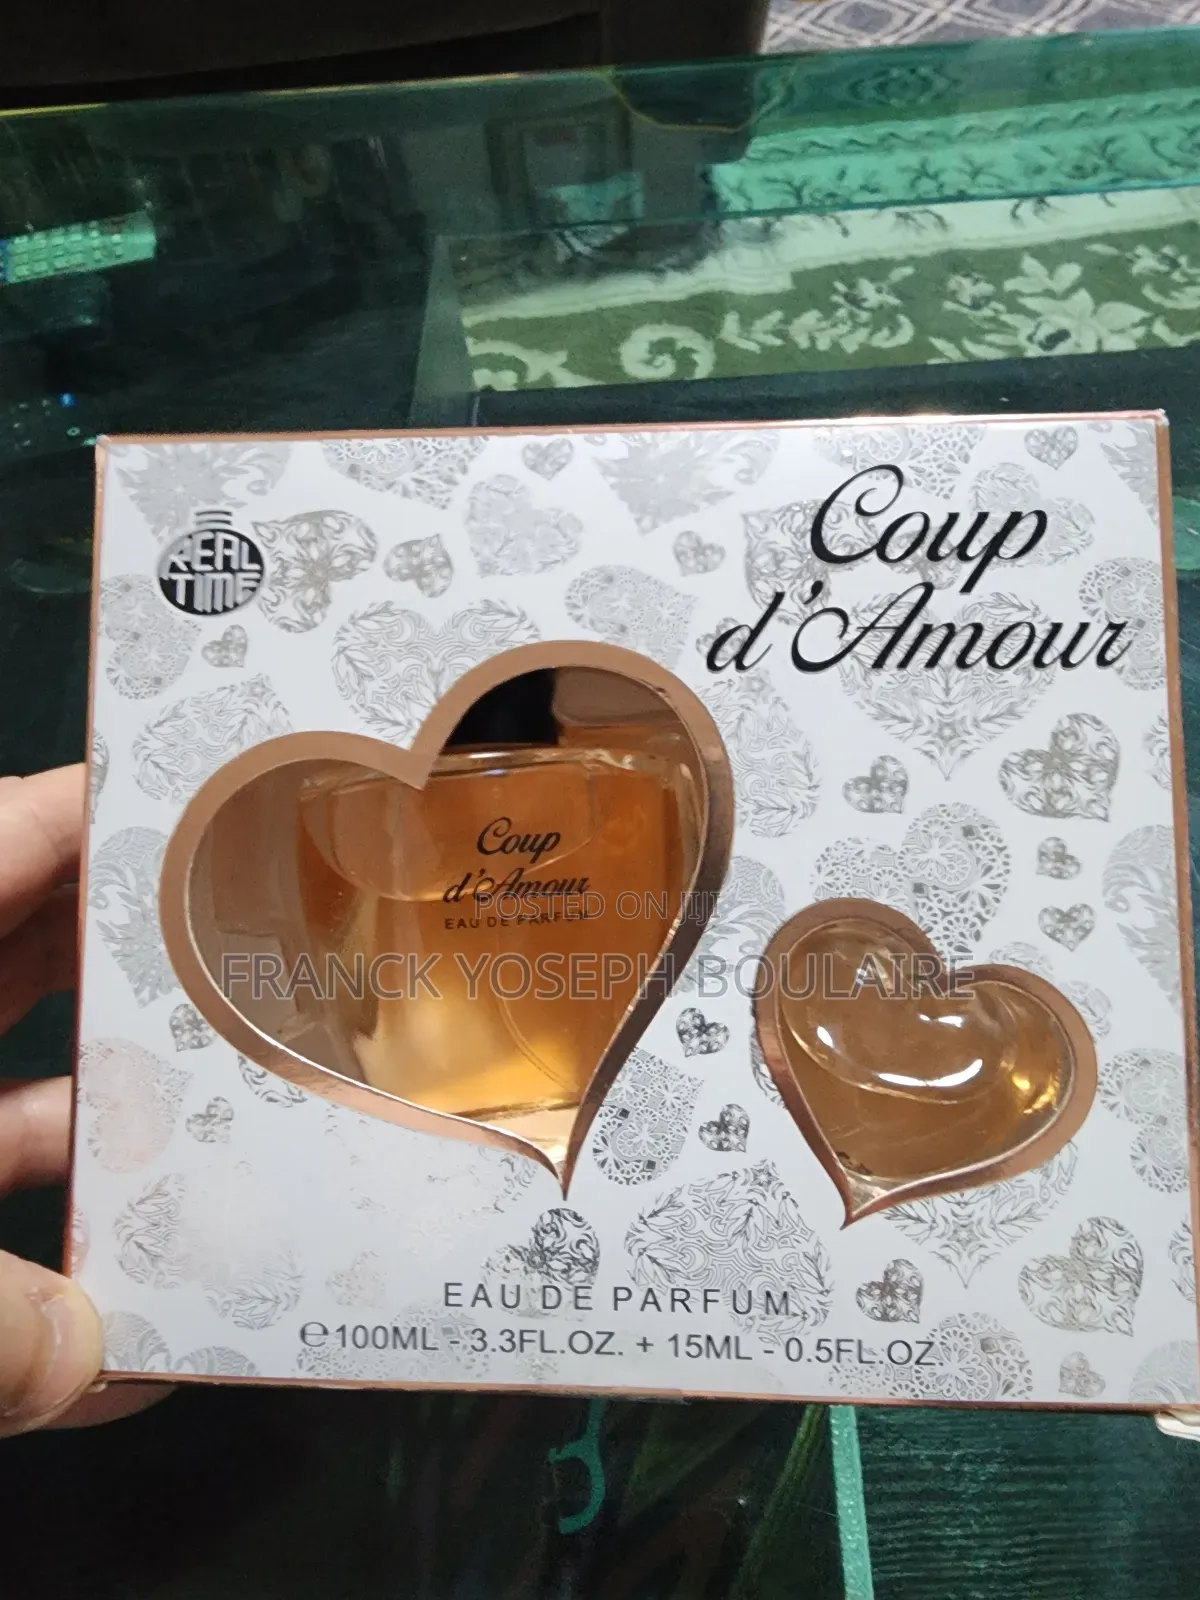 REAL
TIME
Coup
d'Amour
Coup
d'Amour
EAU DE PARFUM
POSTED ON JIJI
FRANCK YOSEPH BOULAIRE
EAU DE PARFUM
℮100ML - 3.3FL.OZ. + 15ML - 0.5FL.OZ.